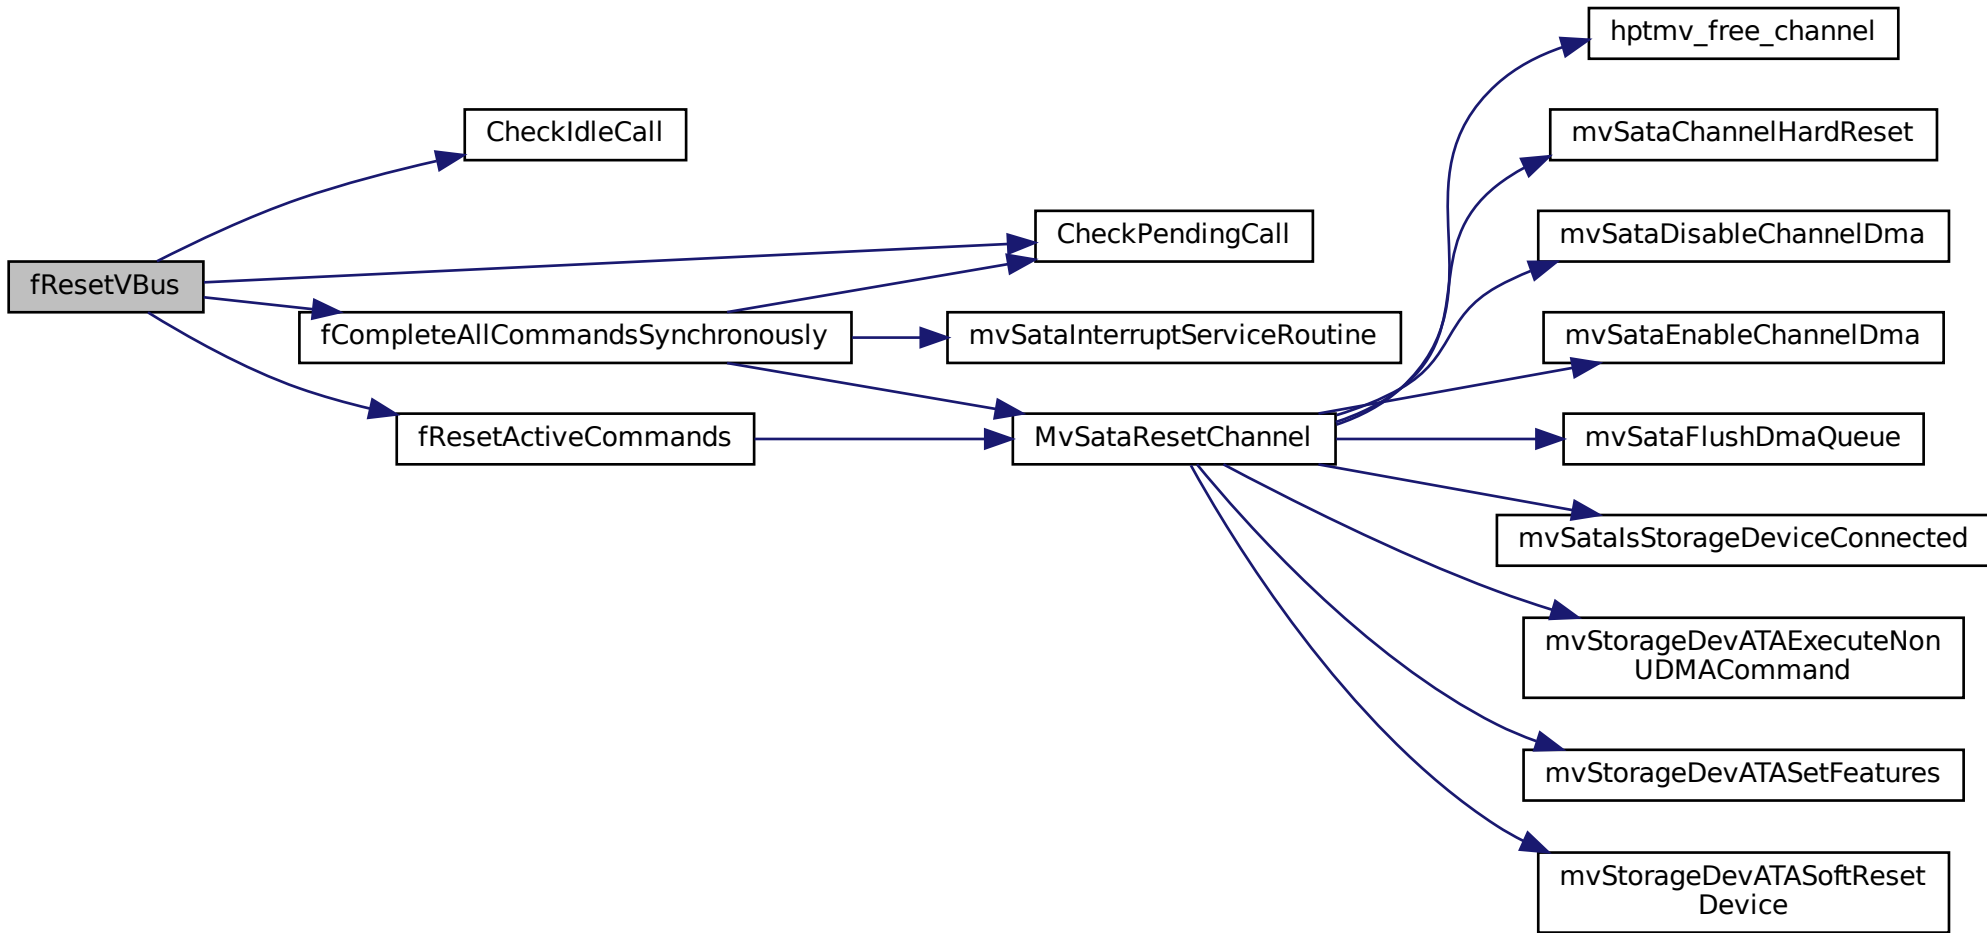 hptmv_free_channel
CheckIdleCall
mvSataChannelHardReset
CheckPendingCall
mvSataDisableChannelDma
fResetVBus
fCompleteAllCommandsSynchronously
mvSataInterruptServiceRoutine
mvSataEnableChannelDma
fResetActiveCommands
MvSataResetChannel
mvSataFlushDmaQueue
mvSataIsStorageDeviceConnected
mvStorageDevATAExecuteNon
UDMACommand
mvStorageDevATASetFeatures
mvStorageDevATASoftReset
Device